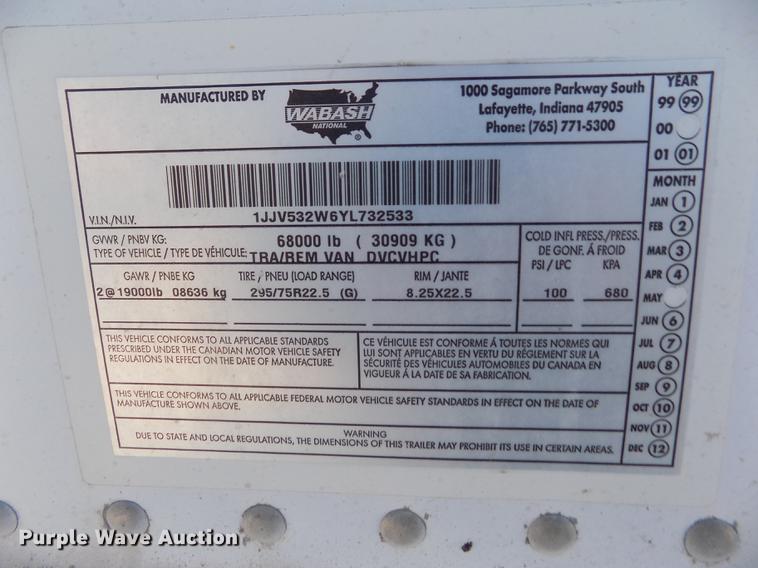 MANUFACTURED BY
WABASH
NATIONAL
®
1000 Sagamore Parkway South
Lafayette, Indiana 47905
Phone: (765) 771-5300
YEAR
99 99
00
01 01
V.I.N./N.I.V.
1JJV532W6YL732533
GVWR / PNBV KG:
68000 lb ( 30909 KG )
TYPE OF VEHICLE / TYPE DE VÉHICULE:
TRA/REM VAN DVCVHPC
COLD INFL PRESS./PRESS.
DE GONF. À FROID
PSI / LPC KPA
GAWR / PNBE KG TIRE / PNEU (LOAD RANGE) RIM / JANTE
2@19000lb 08636 kg 295/75R22.5 (G) 8.25X22.5 100 680
THIS VEHICLE CONFORMS TO ALL APPLICABLE STANDARDS
PRESCRIBED UNDER THE CANADIAN MOTOR VEHICLE SAFETY
REGULATIONS IN EFFECT ON THE DATE OF MANUFACTURE.
CE VÉHICULE EST CONFORME Á TOUTES LES NORMES QUI
LUI SONT APPLICABLES EN VERTU DU RÉGLEMENT SUR LA
SÉCURITÉ DES VÉHICULES AUTOMOBILES DU CANADA EN
VIGUEUR Á LA DATE DE SA FABRICATION.
THIS VEHICLE CONFORMS TO ALL APPLICABLE FEDERAL MOTOR VEHICLE SAFETY STANDARDS IN EFFECT ON THE DATE OF
MANUFACTURE SHOWN ABOVE.
WARNING
DUE TO STATE AND LOCAL REGULATIONS, THE DIMENSIONS OF THIS TRAILER MAY PROHIBIT ITS USE IN CERTAIN AREAS.
MONTH
JAN 1
FEB 2
MAR 3
APR 4
MAY
JUN 6
JUL 7
AUG 8
SEP 9
OCT 10
NOV 11
DEC 12
Purple Wave Auction